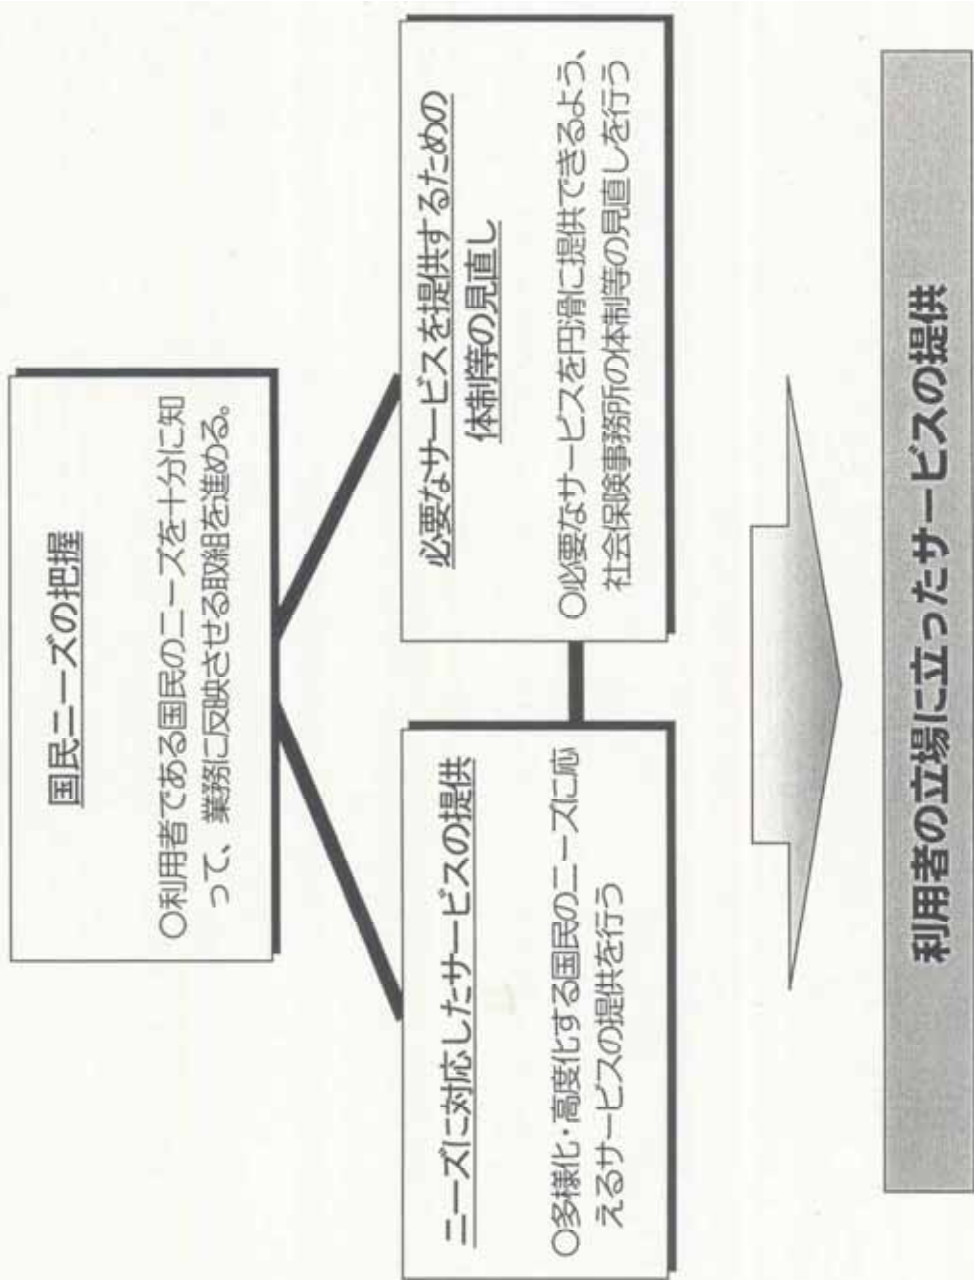 国民ニーズの把握
○利用者である国民のニーズを十分に知
って、業務に反映させる取組を進める。
ニーズに対応したサービスの提供
○多様化・高度化する国民のニーズに応
えるサービスの提供を行う
必要なサービスを提供するための
体制等の見直し
○必要なサービスを円滑に提供できるよう、
社会保険事務所の体制等の見直しを行う
利用者の立場に立ったサービスの提供